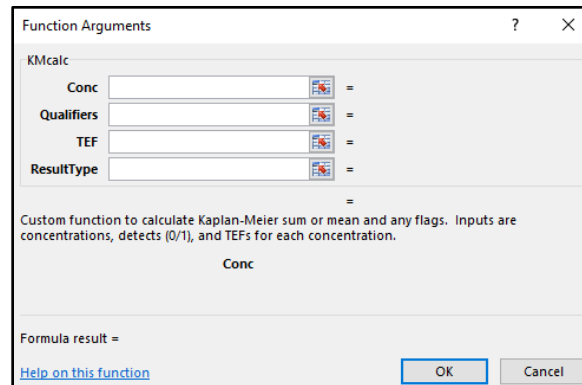 Function Arguments ? ×
KMcalc
Conc =
Qualifiers =
TEF =
ResultType =
=
Custom function to calculate Kaplan-Meier sum or mean and any flags. Inputs are
concentrations, detects (0/1), and TEFs for each concentration.
Conc
Formula result =
Help on this function OK Cancel